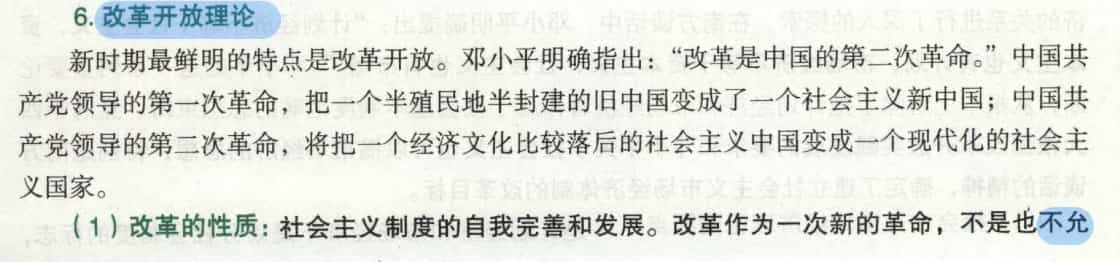 6. 改革开放理论
新时期最鲜明的特点是改革开放。邓小平明确指出：“改革是中国的第二次革命。”中国共
产党领导的第一次革命，把一个半殖民地半封建的旧中国变成了一个社会主义新中国；中国共
产党领导的第二次革命，将把一个经济文化比较落后的社会主义中国变成一个现代化的社会主
义国家。
（1）改革的性质：社会主义制度的自我完善和发展。改革作为一次新的革命，不是也不允